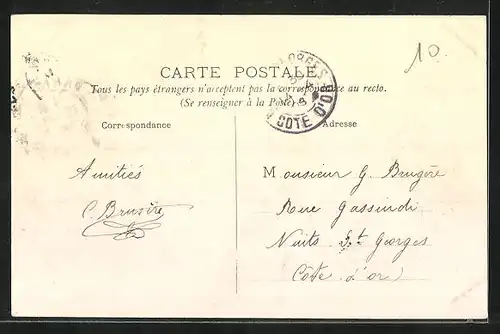 10
CARTE POSTALE
Tous les pays étrangers n'acceptent pas la correspondance au recto.
(Se renseigner à la Poste)
CÔTE D'OR
Correspondance
Adresse
Amitiés
Monsieur G. Brugère
Rue Gassendi
Nuits St Georges
Côte d'or